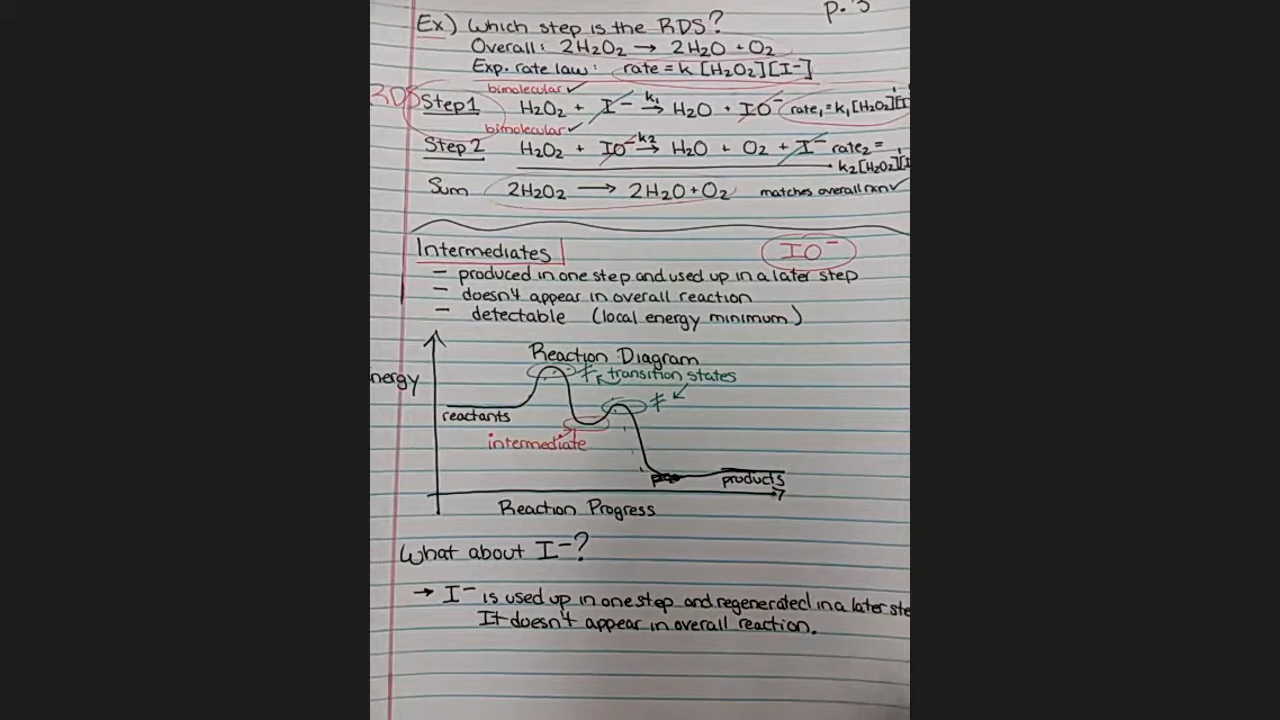 p. 3
Ex) Which step is the RDS?
Overall: 2H₂O₂ → 2H₂O + O₂
Exp. rate law: rate = k [H₂O₂][I⁻]
bimolecular ✓
RDS Step 1 H₂O₂ + I⁻ →k₁ H₂O + IO⁻ rate₁ = k₁[H₂O₂][I
bimolecular ✓
Step 2 H₂O₂ + IO⁻ →k₂ H₂O + O₂ + I⁻ rate₂ =
k₂[H₂O₂][I
Sum 2H₂O₂ → 2H₂O + O₂ matches overall rxn ✓
Intermediates IO⁻
– produced in one step and used up in a later step
– doesn't appear in overall reaction
– detectable (local energy minimum)
Reaction Diagram
‡ transition states
nergy
‡
reactants
intermediate
products
Reaction Progress
What about I⁻?
→ I⁻ is used up in one step and regenerated in a later ste
It doesn't appear in overall reaction.